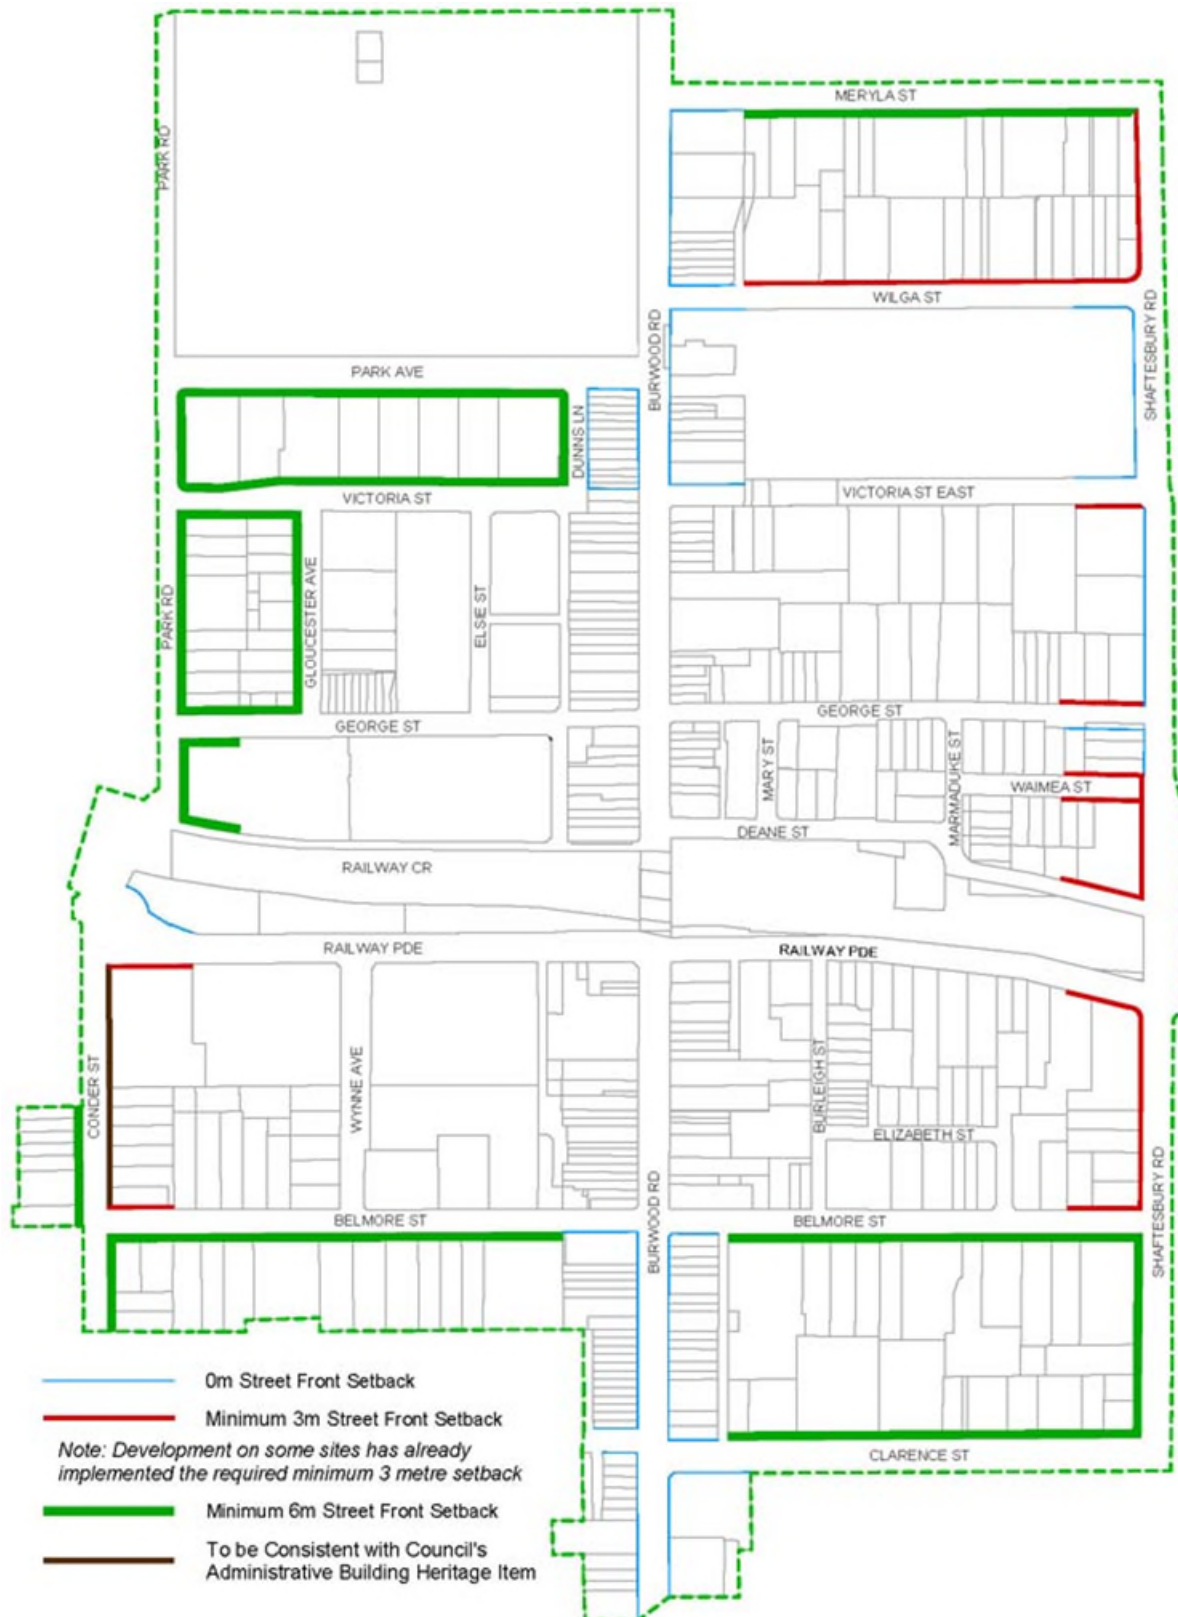 MERYLA ST
PARK RD
WILGA ST
SHAFTESBURY RD
BURWOOD RD
PARK AVE
DUNNS LN
VICTORIA ST
VICTORIA ST EAST
PARK RD
GLOUCESTER AVE
ELSIE ST
GEORGE ST
GEORGE ST
MARY ST
MARMADUKE ST
WAIMEA ST
DEANE ST
RAILWAY CR
RAILWAY PDE
RAILWAY PDE
CONDER ST
WYNNE AVE
BURLEIGH ST
ELIZABETH ST
BELMORE ST
BURWOOD RD
BELMORE ST
SHAFTESBURY RD
0m Street Front Setback
Minimum 3m Street Front Setback
Note: Development on some sites has already
implemented the required minimum 3 metre setback
CLARENCE ST
Minimum 6m Street Front Setback
To be Consistent with Council's
Administrative Building Heritage Item